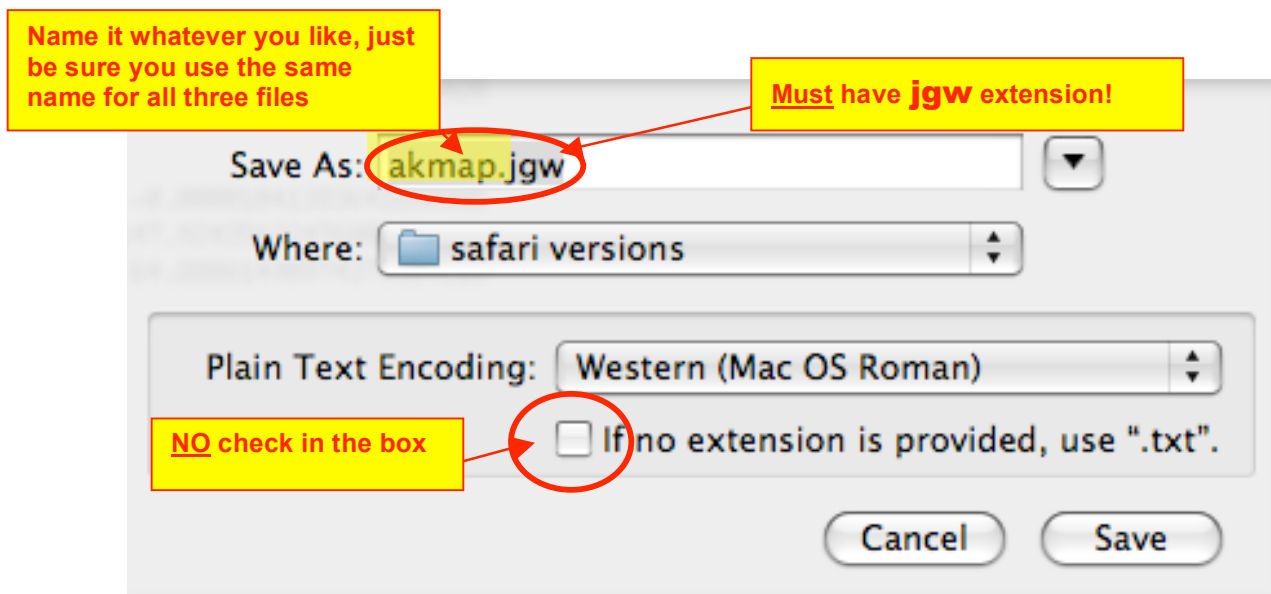 Name it whatever you like, just
be sure you use the same
name for all three files
Must have jgw extension!
Save As: akmap.jgw
Where: safari versions
Plain Text Encoding: Western (Mac OS Roman)
NO check in the box
If no extension is provided, use “.txt”.
Cancel Save